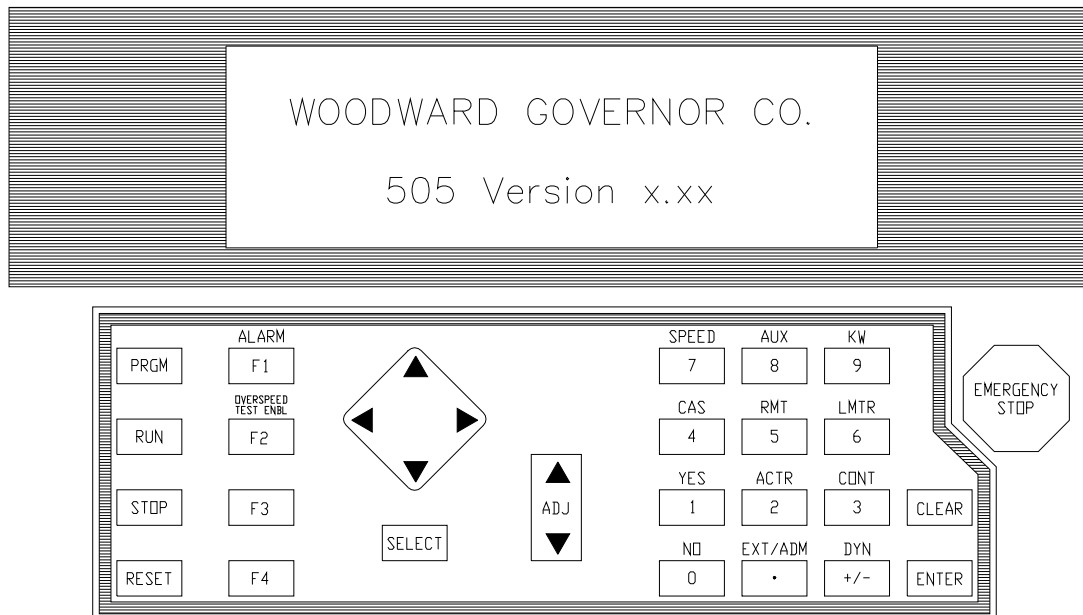 WOODWARD GOVERNOR CO.
505 Version x.xx
ALARM
SPEED AUX KW
PRGM F1 7 8 9
OVERSPEED
TEST ENBL
CAS RMT LMTR
EMERGENCY
STOP
RUN F2 4 5 6
YES ACTR CONT
STOP F3 ADJ 1 2 3 CLEAR
SELECT
NO EXT/ADM DYN
RESET F4 0 . +/- ENTER